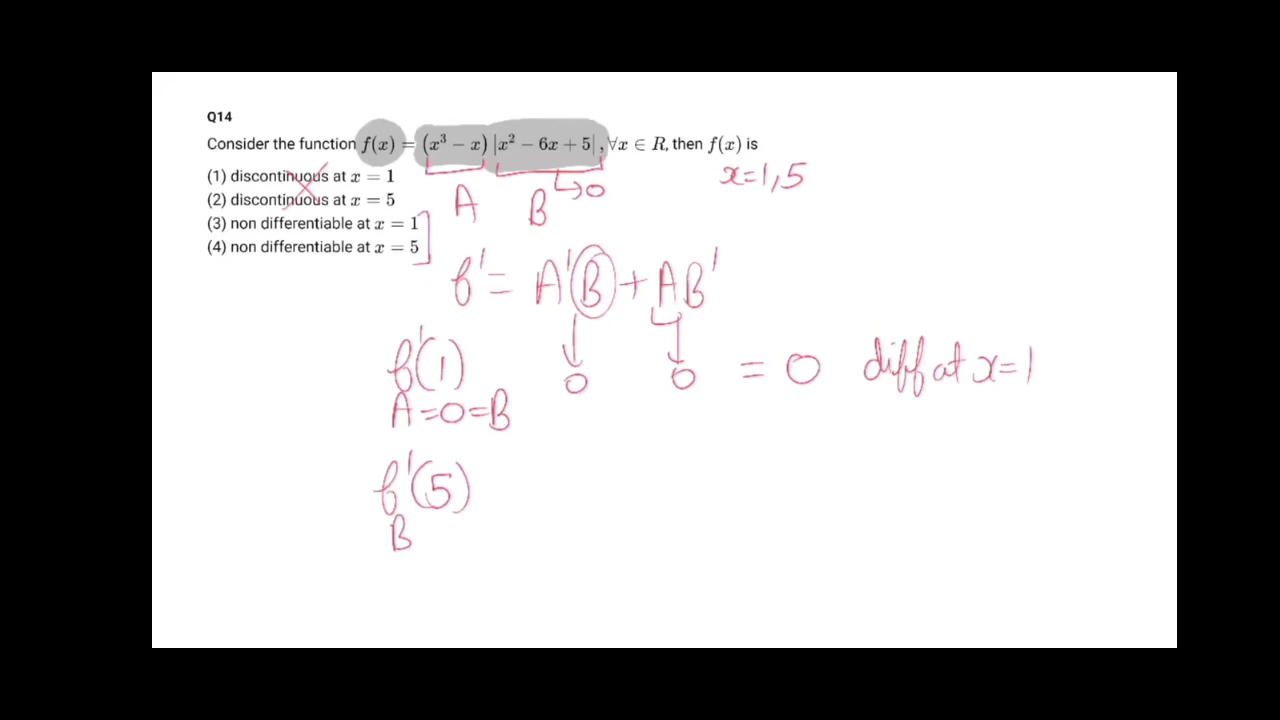 Q14
Consider the function f(x) = (x³ − x) |x² − 6x + 5|, ∀x ∈ R, then f(x) is
(1) discontinuous at x = 1
x=1,5
(2) discontinuous at x = 5
→0
A B
(3) non differentiable at x = 1
(4) non differentiable at x = 5
f' = A'B + AB'
f'(1) 0 0 = 0 diff at x=1
A=0=B
f'(5)
B